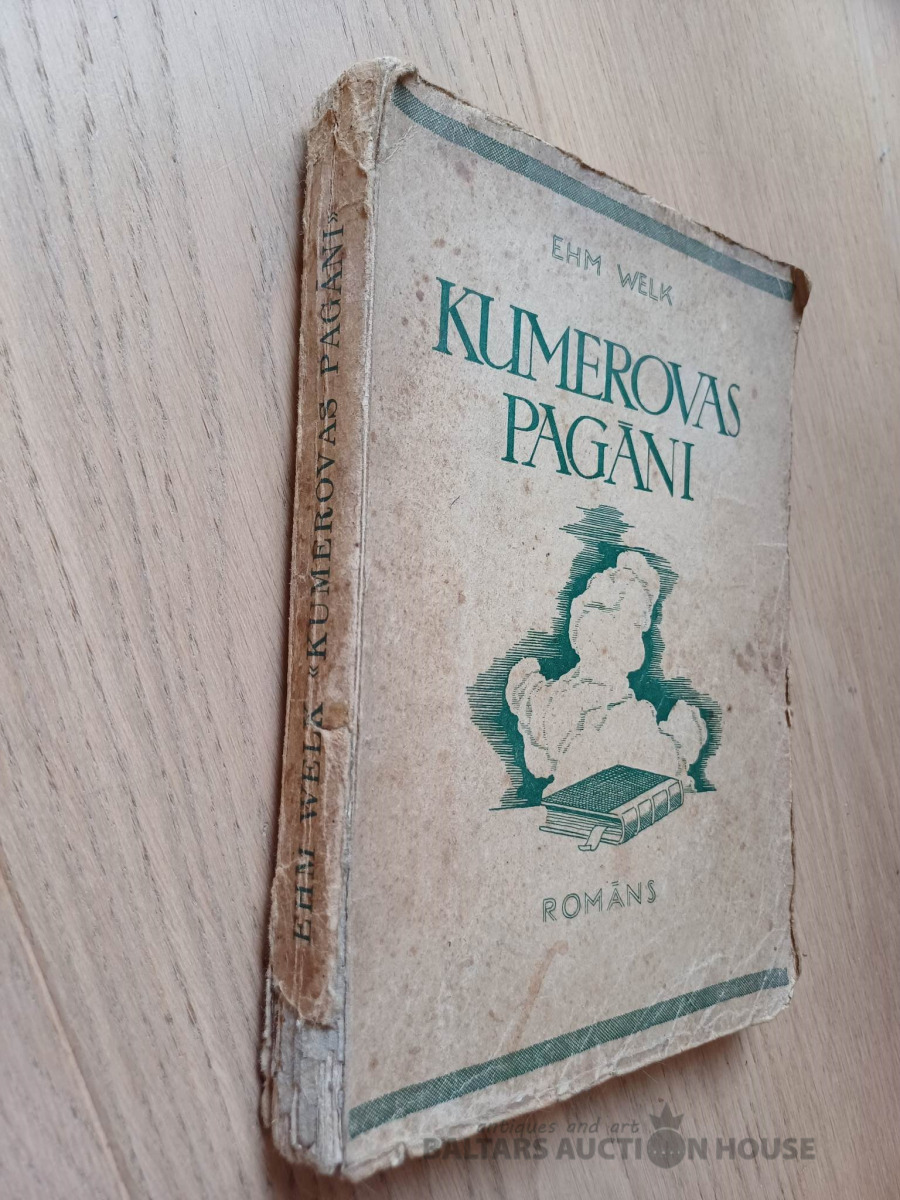 EHM WELK
KUMEROVAS
PAGĀNI
ROMĀNS
EHM WELK «KUMEROVAS PAGĀNI»
antiques and art
BALTARS AUCTION HOUSE